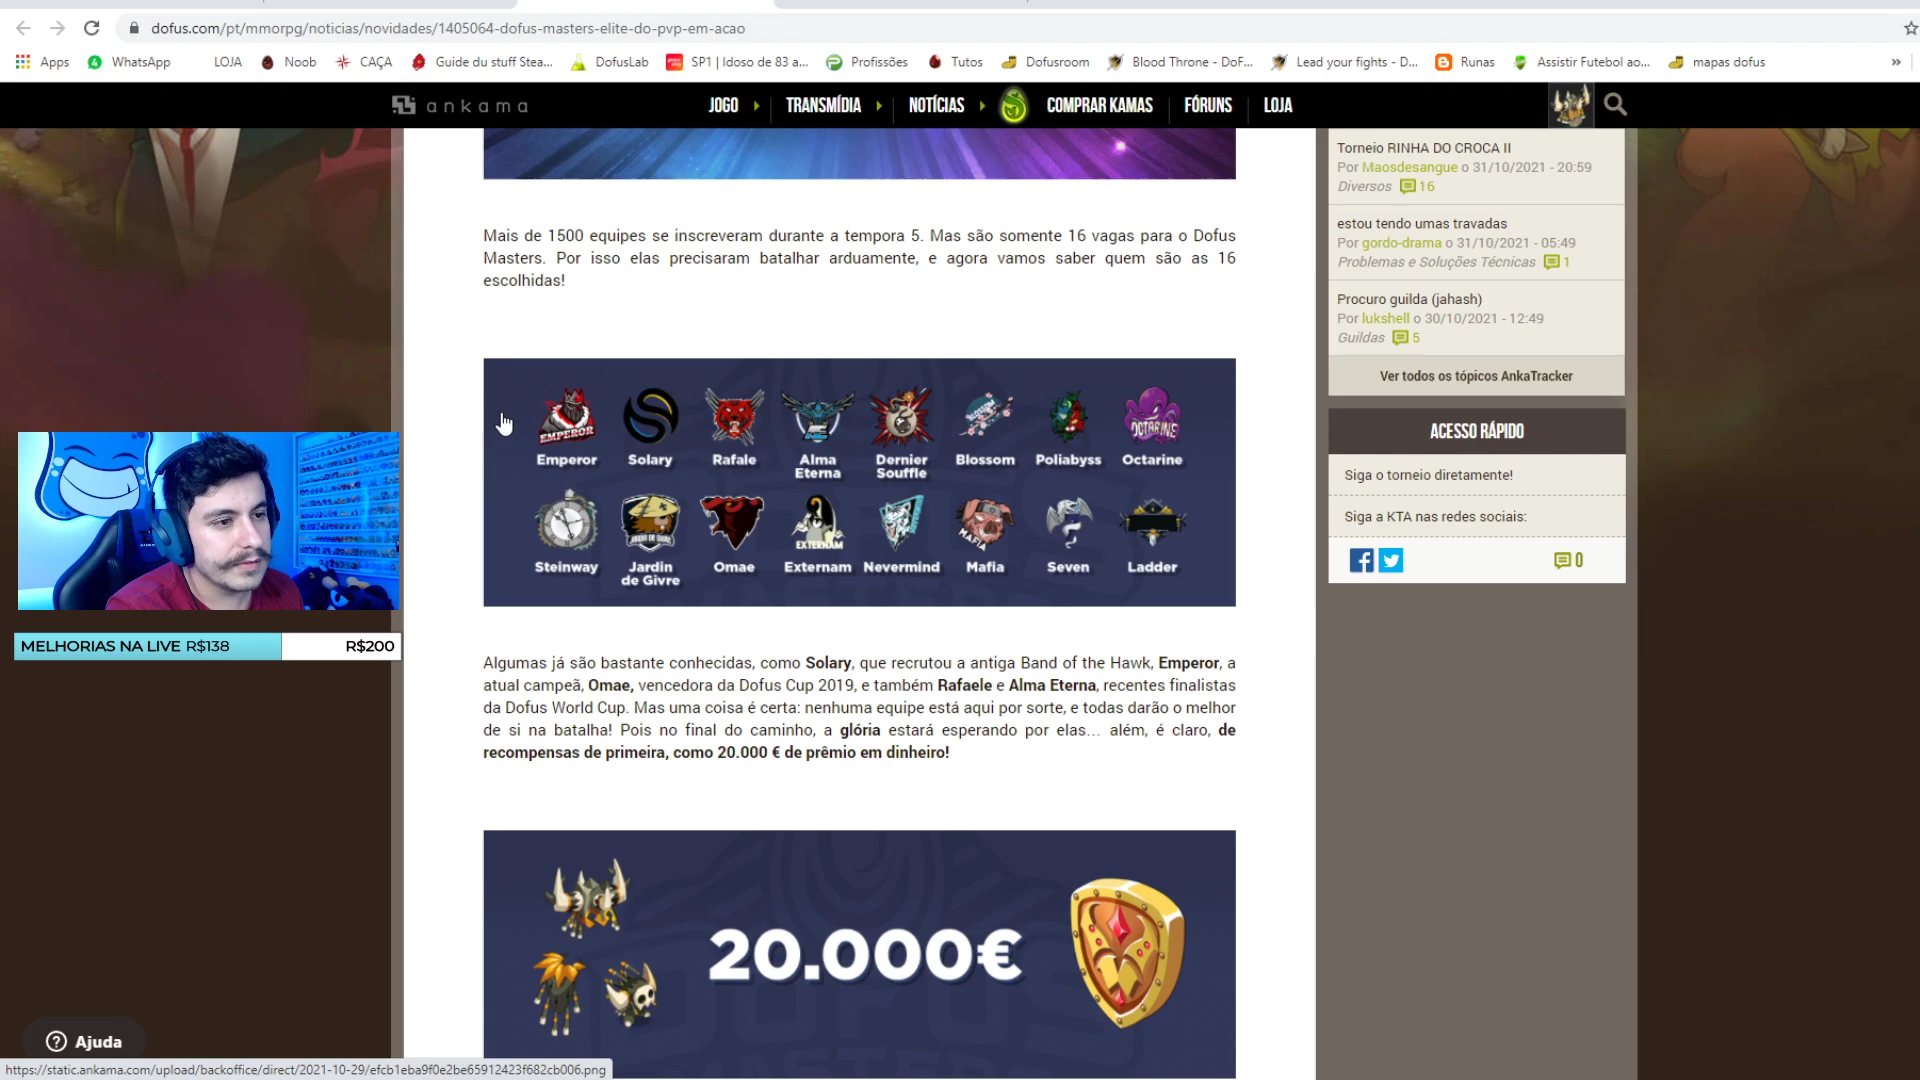 dofus.com/pt/mmorpg/noticias/novidades/1405064-dofus-masters-elite-do-pvp-em-acao
Apps WhatsApp LOJA Noob CAÇA Guide du stuff Stea... DofusLab SP1 | Idoso de 83 a... Profissões Tutos Dofusroom Blood Throne - DoF... Lead your fights - D... Runas Assistir Futebol ao... mapas dofus »
ankama JOGO TRANSMÍDIA NOTÍCIAS COMPRAR KAMAS FÓRUNS LOJA
Torneio RINHA DO CROCA II
Por Maosdesangue o 31/10/2021 - 20:59
Diversos 16
estou tendo umas travadas
Por gordo-drama o 31/10/2021 - 05:49
Problemas e Soluções Técnicas 1
Procuro guilda (jahash)
Por lukshell o 30/10/2021 - 12:49
Guildas 5
Ver todos os tópicos AnkaTracker
ACESSO RÁPIDO
Siga o torneio diretamente!
Siga a KTA nas redes sociais:
0
Mais de 1500 equipes se inscreveram durante a tempora 5. Mas são somente 16 vagas para o Dofus
Masters. Por isso elas precisaram batalhar arduamente, e agora vamos saber quem são as 16
escolhidas!
EMPEROR BLOSSOM OCTARINE
Emperor Solary Rafale Alma Eterna Dernier Souffle Blossom Poliabyss Octarine
EXTERNAM MAFIA
Steinway Jardin de Givre Omae Externam Nevermind Mafia Seven Ladder
MELHORIAS NA LIVE R$138 R$200
Algumas já são bastante conhecidas, como Solary, que recrutou a antiga Band of the Hawk, Emperor, a
atual campeã, Omae, vencedora da Dofus Cup 2019, e também Rafaele e Alma Eterna, recentes finalistas
da Dofus World Cup. Mas uma coisa é certa: nenhuma equipe está aqui por sorte, e todas darão o melhor
de si na batalha! Pois no final do caminho, a glória estará esperando por elas... além, é claro, de
recompensas de primeira, como 20.000 € de prêmio em dinheiro!
20.000€
Ajuda
https://static.ankama.com/upload/backoffice/direct/2021-10-29/efcb1eba9f0e2be65912423f682cb006.png